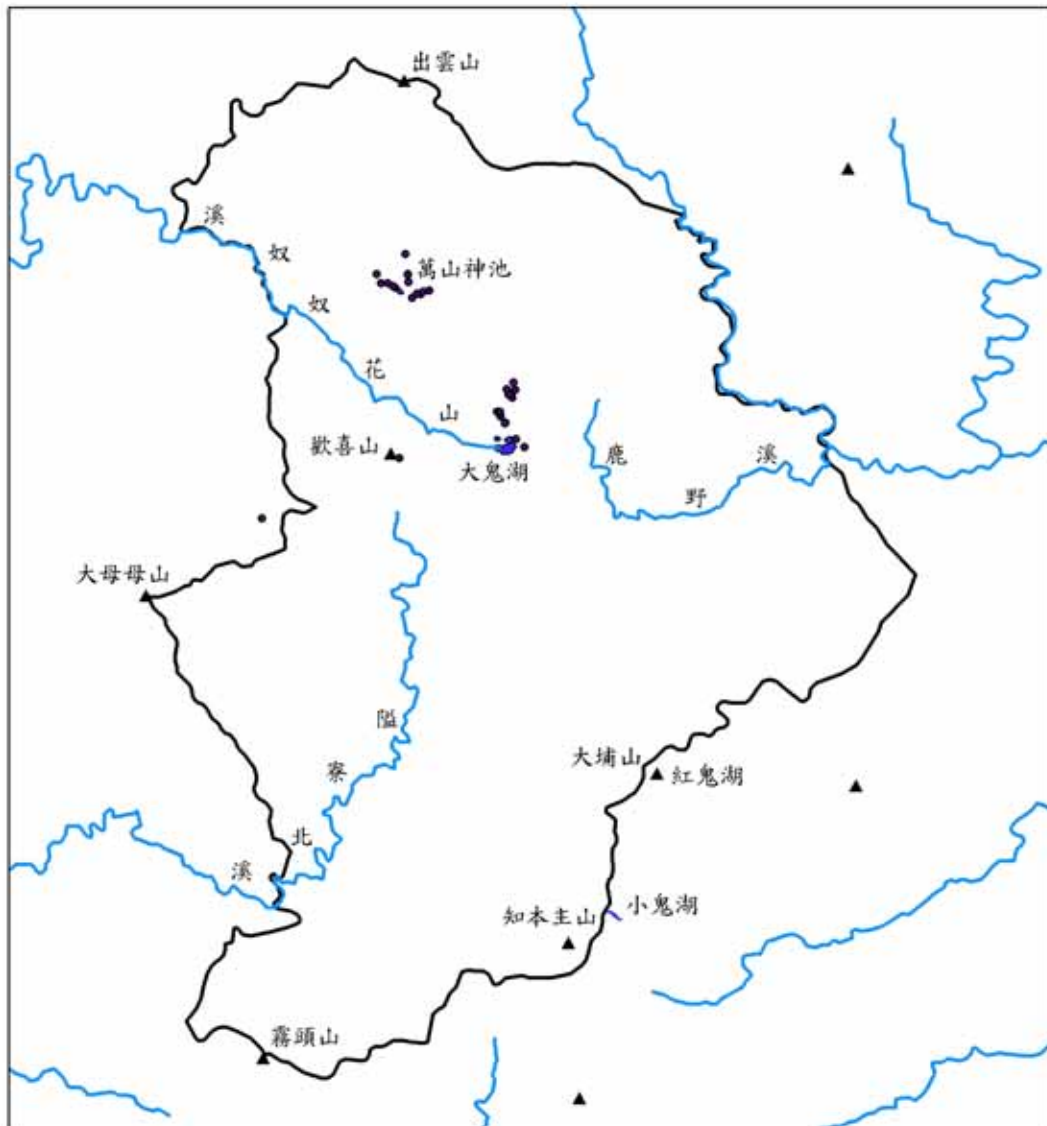 出雲山
溪
奴
奴
花
山
萬山神池
歡喜山
大鬼湖
鹿
野
溪
大母母山
隘
寮
北
溪
大埔山
紅鬼湖
小鬼湖
知本主山
霧頭山